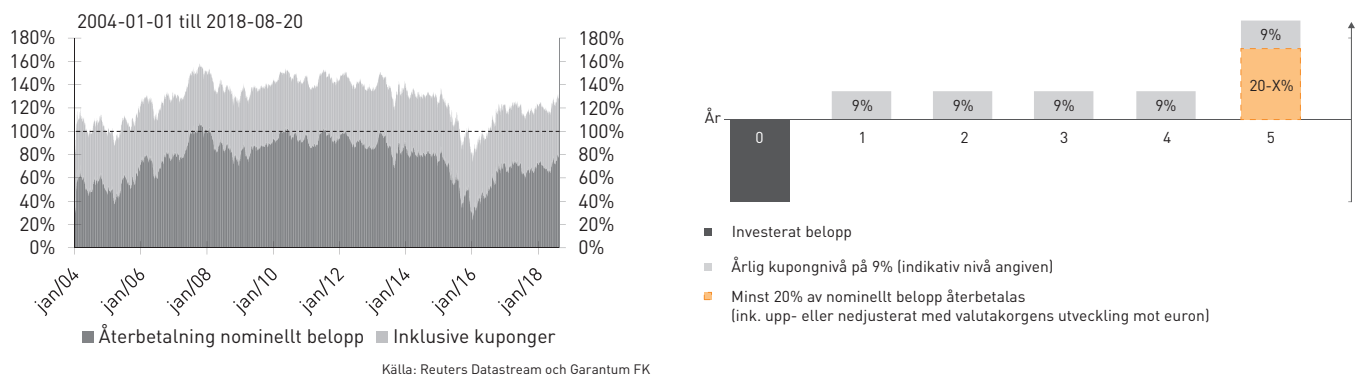 2004-01-01 till 2018-08-20
180% 180%
160% 160%
140% 140%
120% 120%
100% 100%
80% 80%
60% 60%
40% 40%
20% 20%
0% 0%
jan/04 jan/06 jan/08 jan/10 jan/12 jan/14 jan/16 jan/18
Återbetalning nominellt belopp Inklusive kuponger
Källa: Reuters Datastream och Garantum FK
9%
20-X%
9% 9% 9% 9%
År
0 1 2 3 4 5
Investerat belopp
Årlig kupongnivå på 9% (indikativ nivå angiven)
Minst 20% av nominellt belopp återbetalas
(ink. upp- eller nedjusterat med valutakorgens utveckling mot euron)